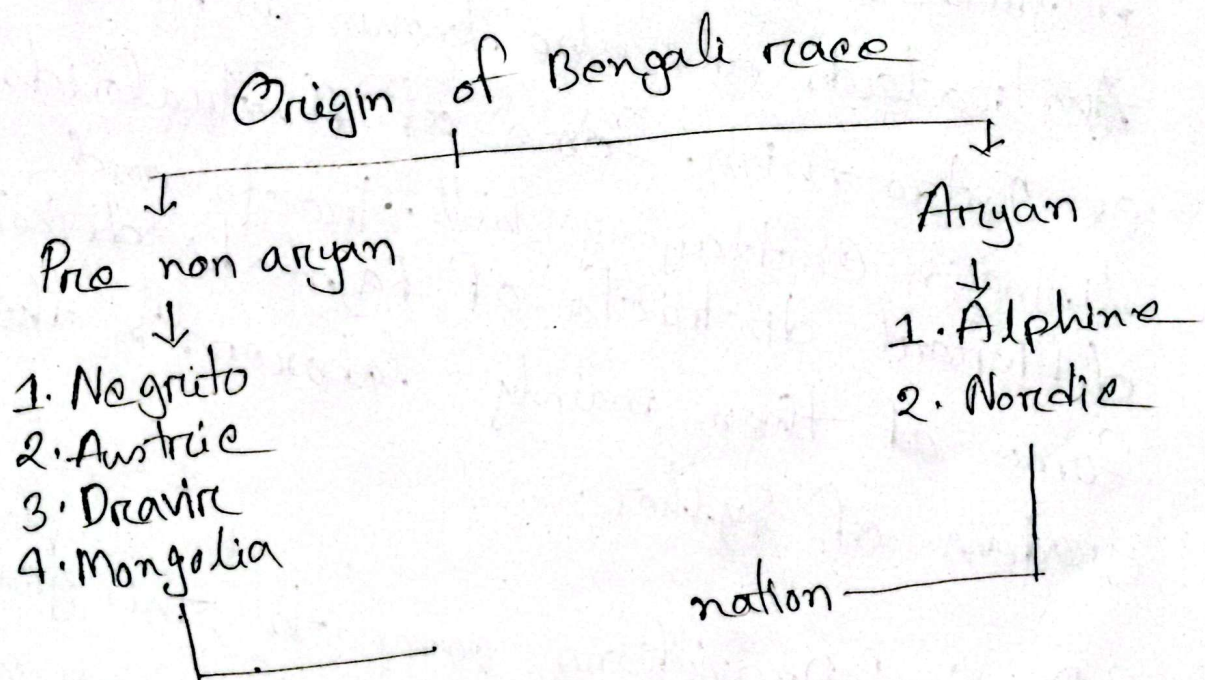 Origin of Bengali race
Pre non aryan
1. Negrito
2. Austric
3. Dravir
4. Mongolia
Aryan
1. Alphine
2. Nordic
nation